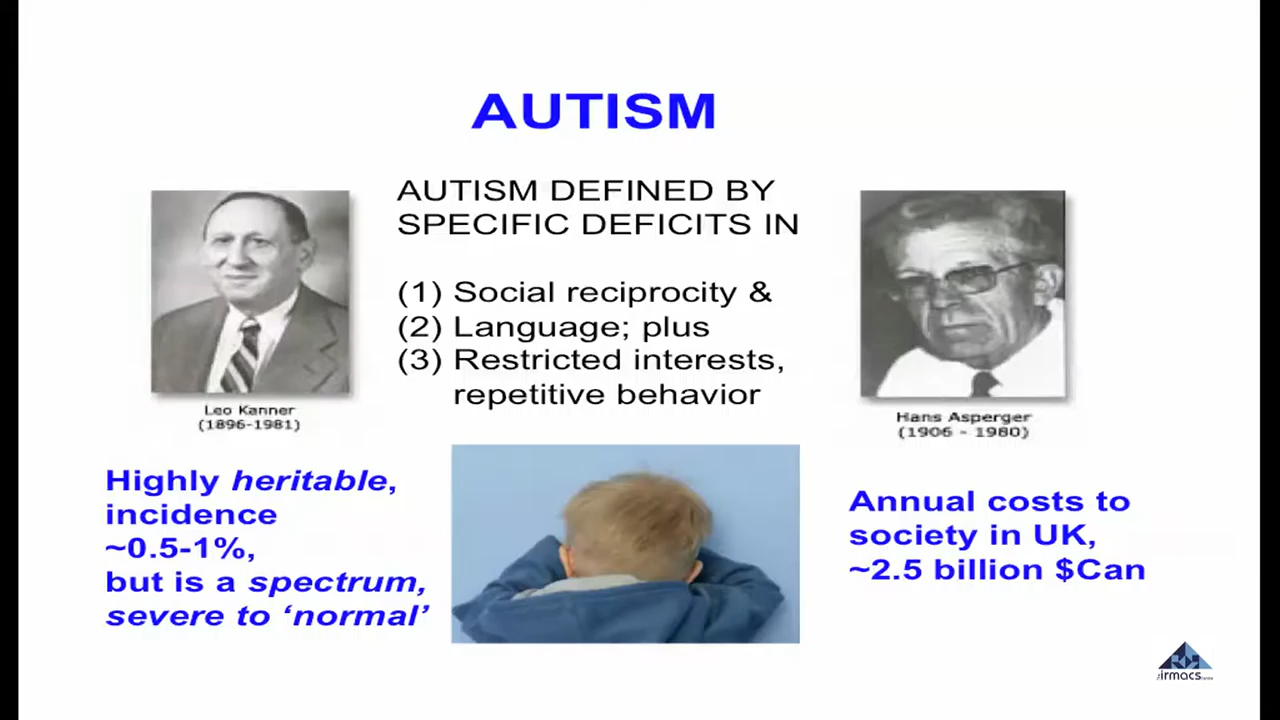 AUTISM
AUTISM DEFINED BY
SPECIFIC DEFICITS IN
(1) Social reciprocity &
(2) Language; plus
(3) Restricted interests,
repetitive behavior
Leo Kanner
(1896-1981)
Hans Asperger
(1906 - 1980)
Highly heritable,
incidence
~0.5-1%,
but is a spectrum,
severe to ‘normal’
Annual costs to
society in UK,
~2.5 billion $Can
irmacs